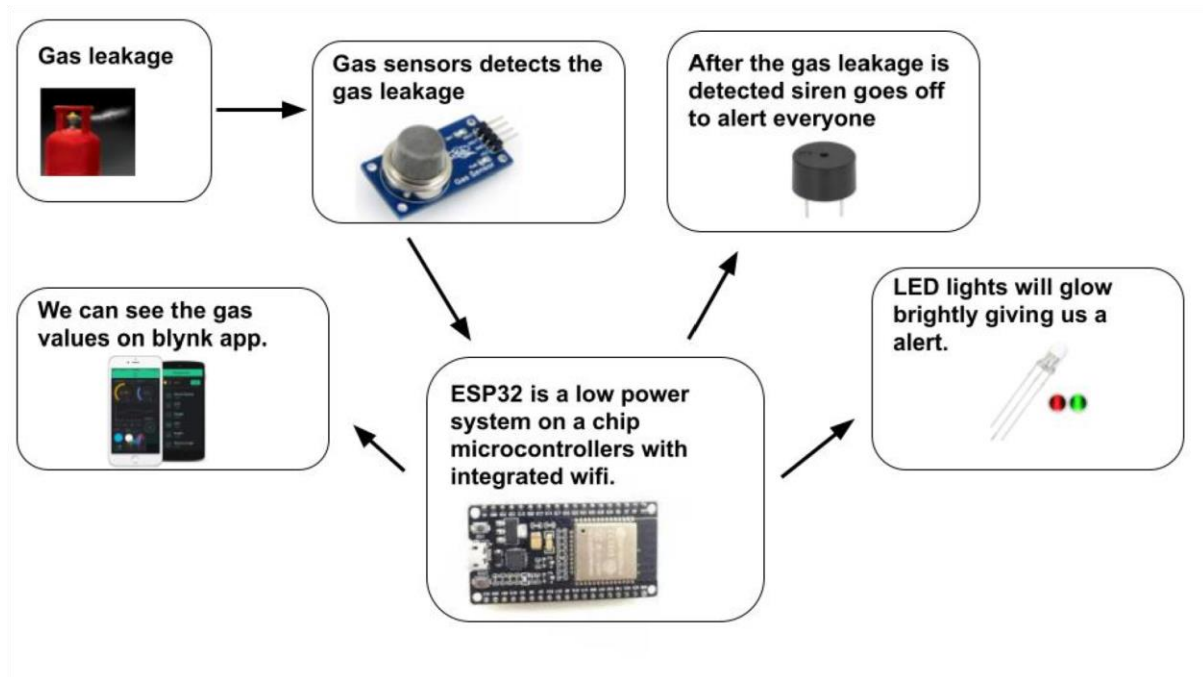 Gas leakage
Gas sensors detects the
gas leakage
Gas Sensor
After the gas leakage is
detected siren goes off
to alert everyone
We can see the gas
values on blynk app.
ESP32 is a low power
system on a chip
microcontrollers with
integrated wifi.
LED lights will glow
brightly giving us a
alert.